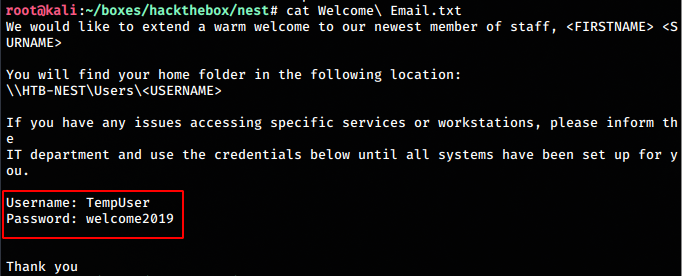 root@kali:~/boxes/hackthebox/nest# cat Welcome\ Email.txt
We would like to extend a warm welcome to our newest member of staff, <FIRSTNAME> <S
URNAME>
You will find your home folder in the following location:
\\HTB-NEST\Users\<USERNAME>
If you have any issues accessing specific services or workstations, please inform th
e
IT department and use the credentials below until all systems have been set up for y
ou.
Username: TempUser
Password: welcome2019
Thank you